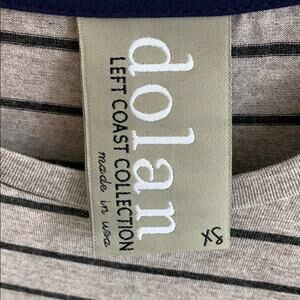 dolan
LEFT COAST COLLECTION
made in usa
XS